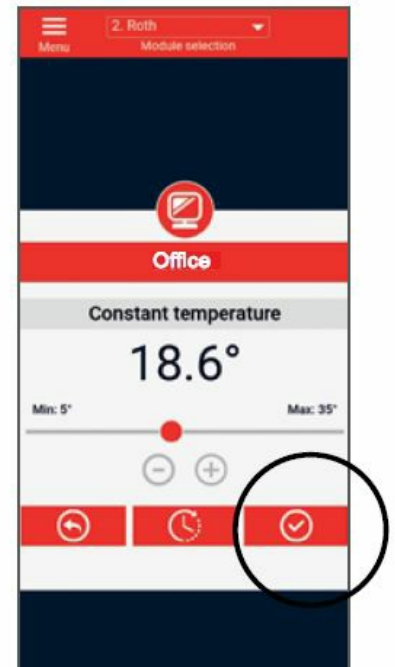 2. Roth
Menu
Module selection
Office
Constant temperature
18.6°
Min: 5° Max: 35°